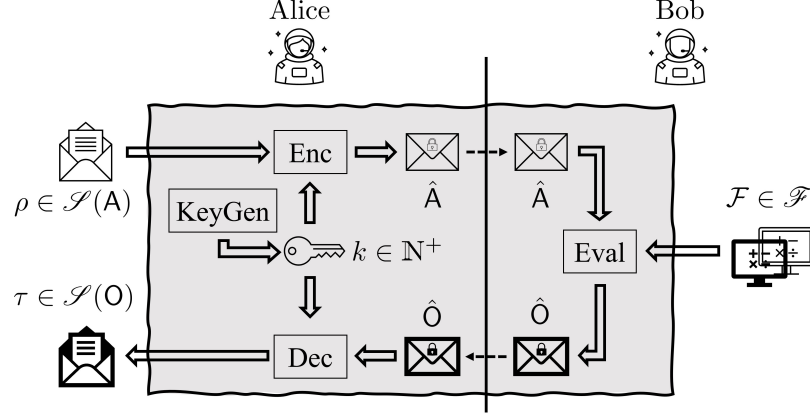 Alice
Bob
Enc
Â
Â
ρ ∈ 𝒮(A)
KeyGen
ℱ ∈ ℱ
k ∈ ℕ⁺
Eval
τ ∈ 𝒮(O)
Ô
Ô
Dec